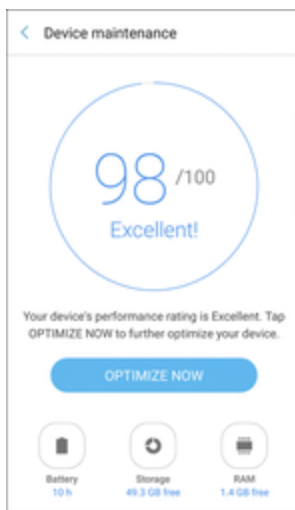 Device maintenance
98 /100
Excellent!
Your device's performance rating is Excellent. Tap
OPTIMIZE NOW to further optimize your device.
OPTIMIZE NOW
Battery Storage RAM
10 h 49.3 GB free 1.4 GB free